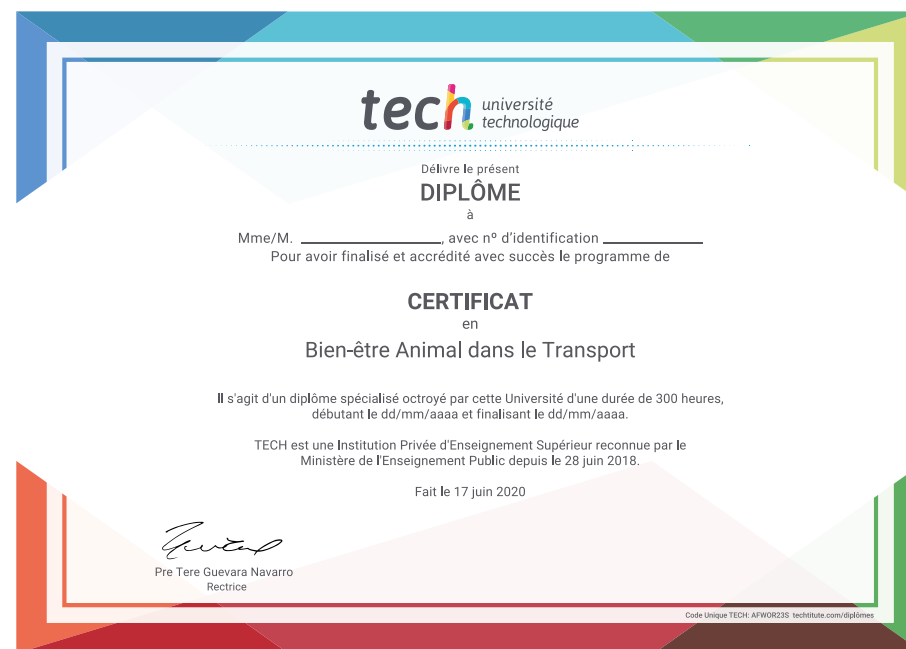 tech université
technologique
Délivre le présent
DIPLÔME
à
Mme/M. ____________________, avec nº d'identification ______________
Pour avoir finalisé et accrédité avec succès le programme de
CERTIFICAT
en
Bien-être Animal dans le Transport
Il s'agit d'un diplôme spécialisé octroyé par cette Université d'une durée de 300 heures,
débutant le dd/mm/aaaa et finalisant le dd/mm/aaaa.
TECH est une Institution Privée d'Enseignement Supérieur reconnue par le
Ministère de l'Enseignement Public depuis le 28 juin 2018.
Fait le 17 juin 2020
Pre Tere Guevara Navarro
Rectrice
Code Unique TECH: AFWOR23S techtitute.com/diplômes